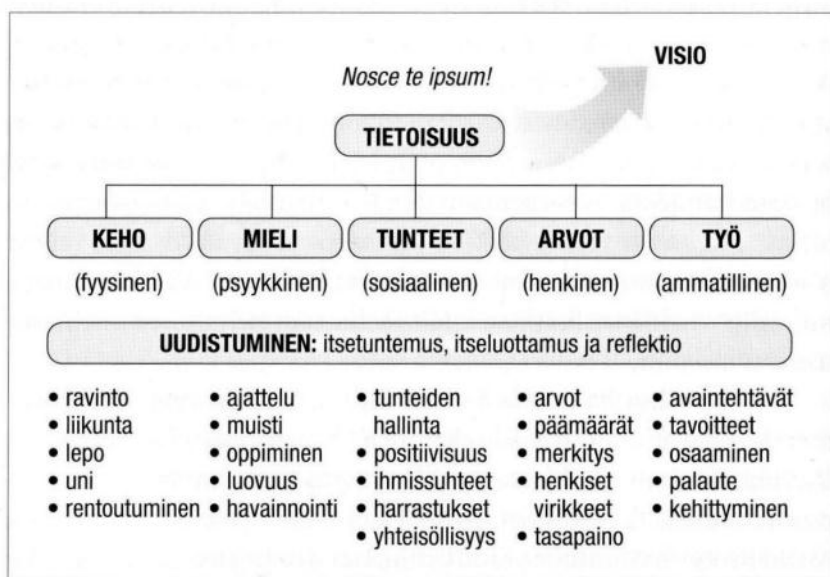 VISIO
Nosce te ipsum!
TIETOISUUS
KEHO
MIELI
TUNTEET
ARVOT
TYÖ
(fyysinen)
(psyykkinen)
(sosiaalinen)
(henkinen)
(ammatillinen)
UUDISTUMINEN: itsetuntemus, itseluottamus ja reflektio
• ravinto
• liikunta
• lepo
• uni
• rentoutuminen
• ajattelu
• muisti
• oppiminen
• luovuus
• havainnointi
• tunteiden
hallinta
• positiivisuus
• ihmissuhteet
• harrastukset
• yhteisöllisyys
• arvot
• päämäärät
• merkitys
• henkiset
virikkeet
• tasapaino
• avaintehtävät
• tavoitteet
• osaaminen
• palaute
• kehittyminen